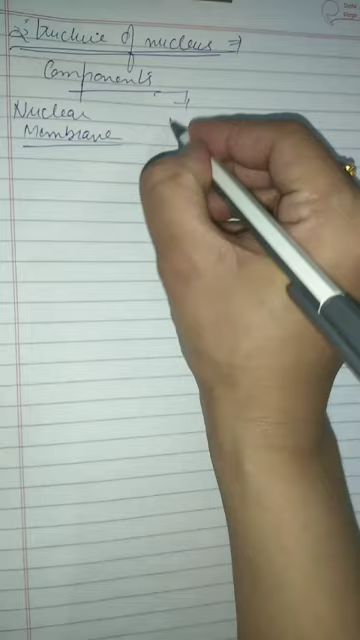 Structure of nucleus ⇒
Components
Nuclear
Membrane